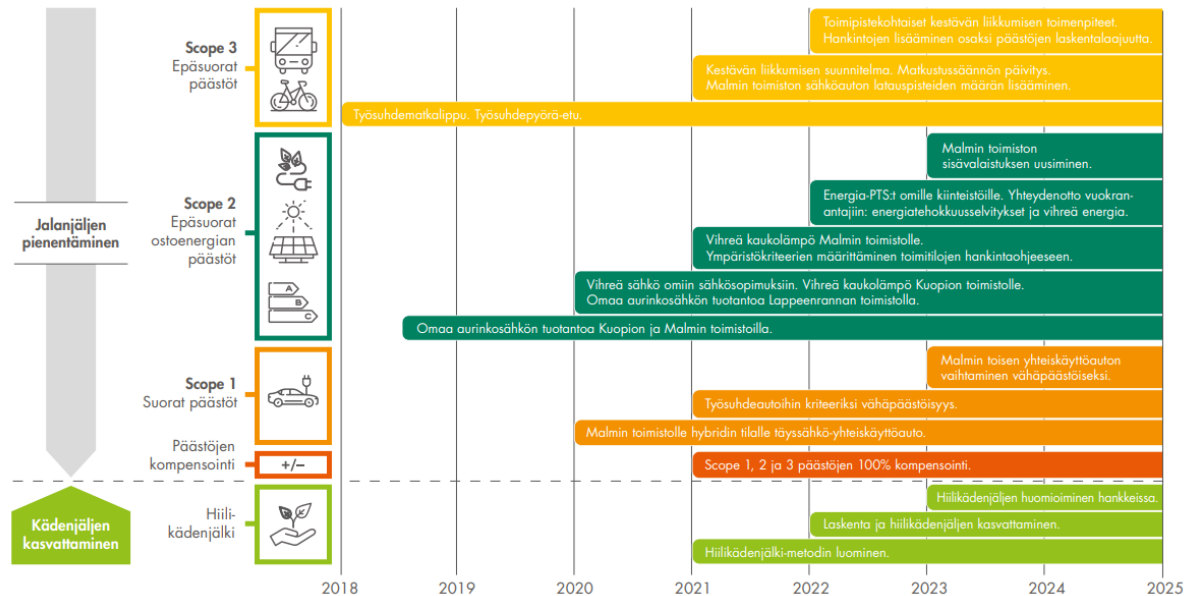 Jalanjäljen
pienentäminen
Kädenjäljen
kasvattaminen
Scope 3
Epäsuorat
päästöt
Toimipistekohtaiset kestävän liikkumisen toimenpiteet.
Hankintojen lisääminen osaksi päästöjen laskentalaajuutta.
Kestävän liikkumisen suunnitelma. Matkustussäännön päivitys.
Malmin toimiston sähköauton latauspisteiden määrän lisääminen.
Työsuhdematkalippu. Työsuhdepyörä-etu.
Scope 2
Epäsuorat
ostoenergian
päästöt
A
B
C
Malmin toimiston
sisävalaistuksen uusiminen.
Energia-PTS:t omille kiinteistöille. Yhteydenotto vuokran-
antajiin: energiatehokkuusselvitykset ja vihreä energia.
Vihreä kaukolämpö Malmin toimistolle.
Ympäristökriteerien määrittäminen toimitilojen hankintaohjeeseen.
Vihreä sähkö omiin sähkösopimuksiin. Vihreä kaukolämpö Kuopion toimistolle.
Omaa aurinkosähkön tuotantoa Lappeenrannan toimistolla.
Omaa aurinkosähkön tuotantoa Kuopion ja Malmin toimistoilla.
Scope 1
Suorat päästöt
Malmin toisen yhteiskäyttöauton
vaihtaminen vähäpäästöiseksi.
Työsuhdeautoihin kriteeriksi vähäpäästöisyys.
Malmin toimistolle hybridin tilalle täyssähkö-yhteiskäyttöauto.
Päästöjen
kompensointi
+/−
Scope 1, 2 ja 3 päästöjen 100% kompensointi.
Hiili-
kädenjälki
Hiilikädenjäljen huomioiminen hankkeissa.
Laskenta ja hiilikädenjäljen kasvattaminen.
Hiilikädenjälki-metodin luominen.
2018 2019 2020 2021 2022 2023 2024 2025